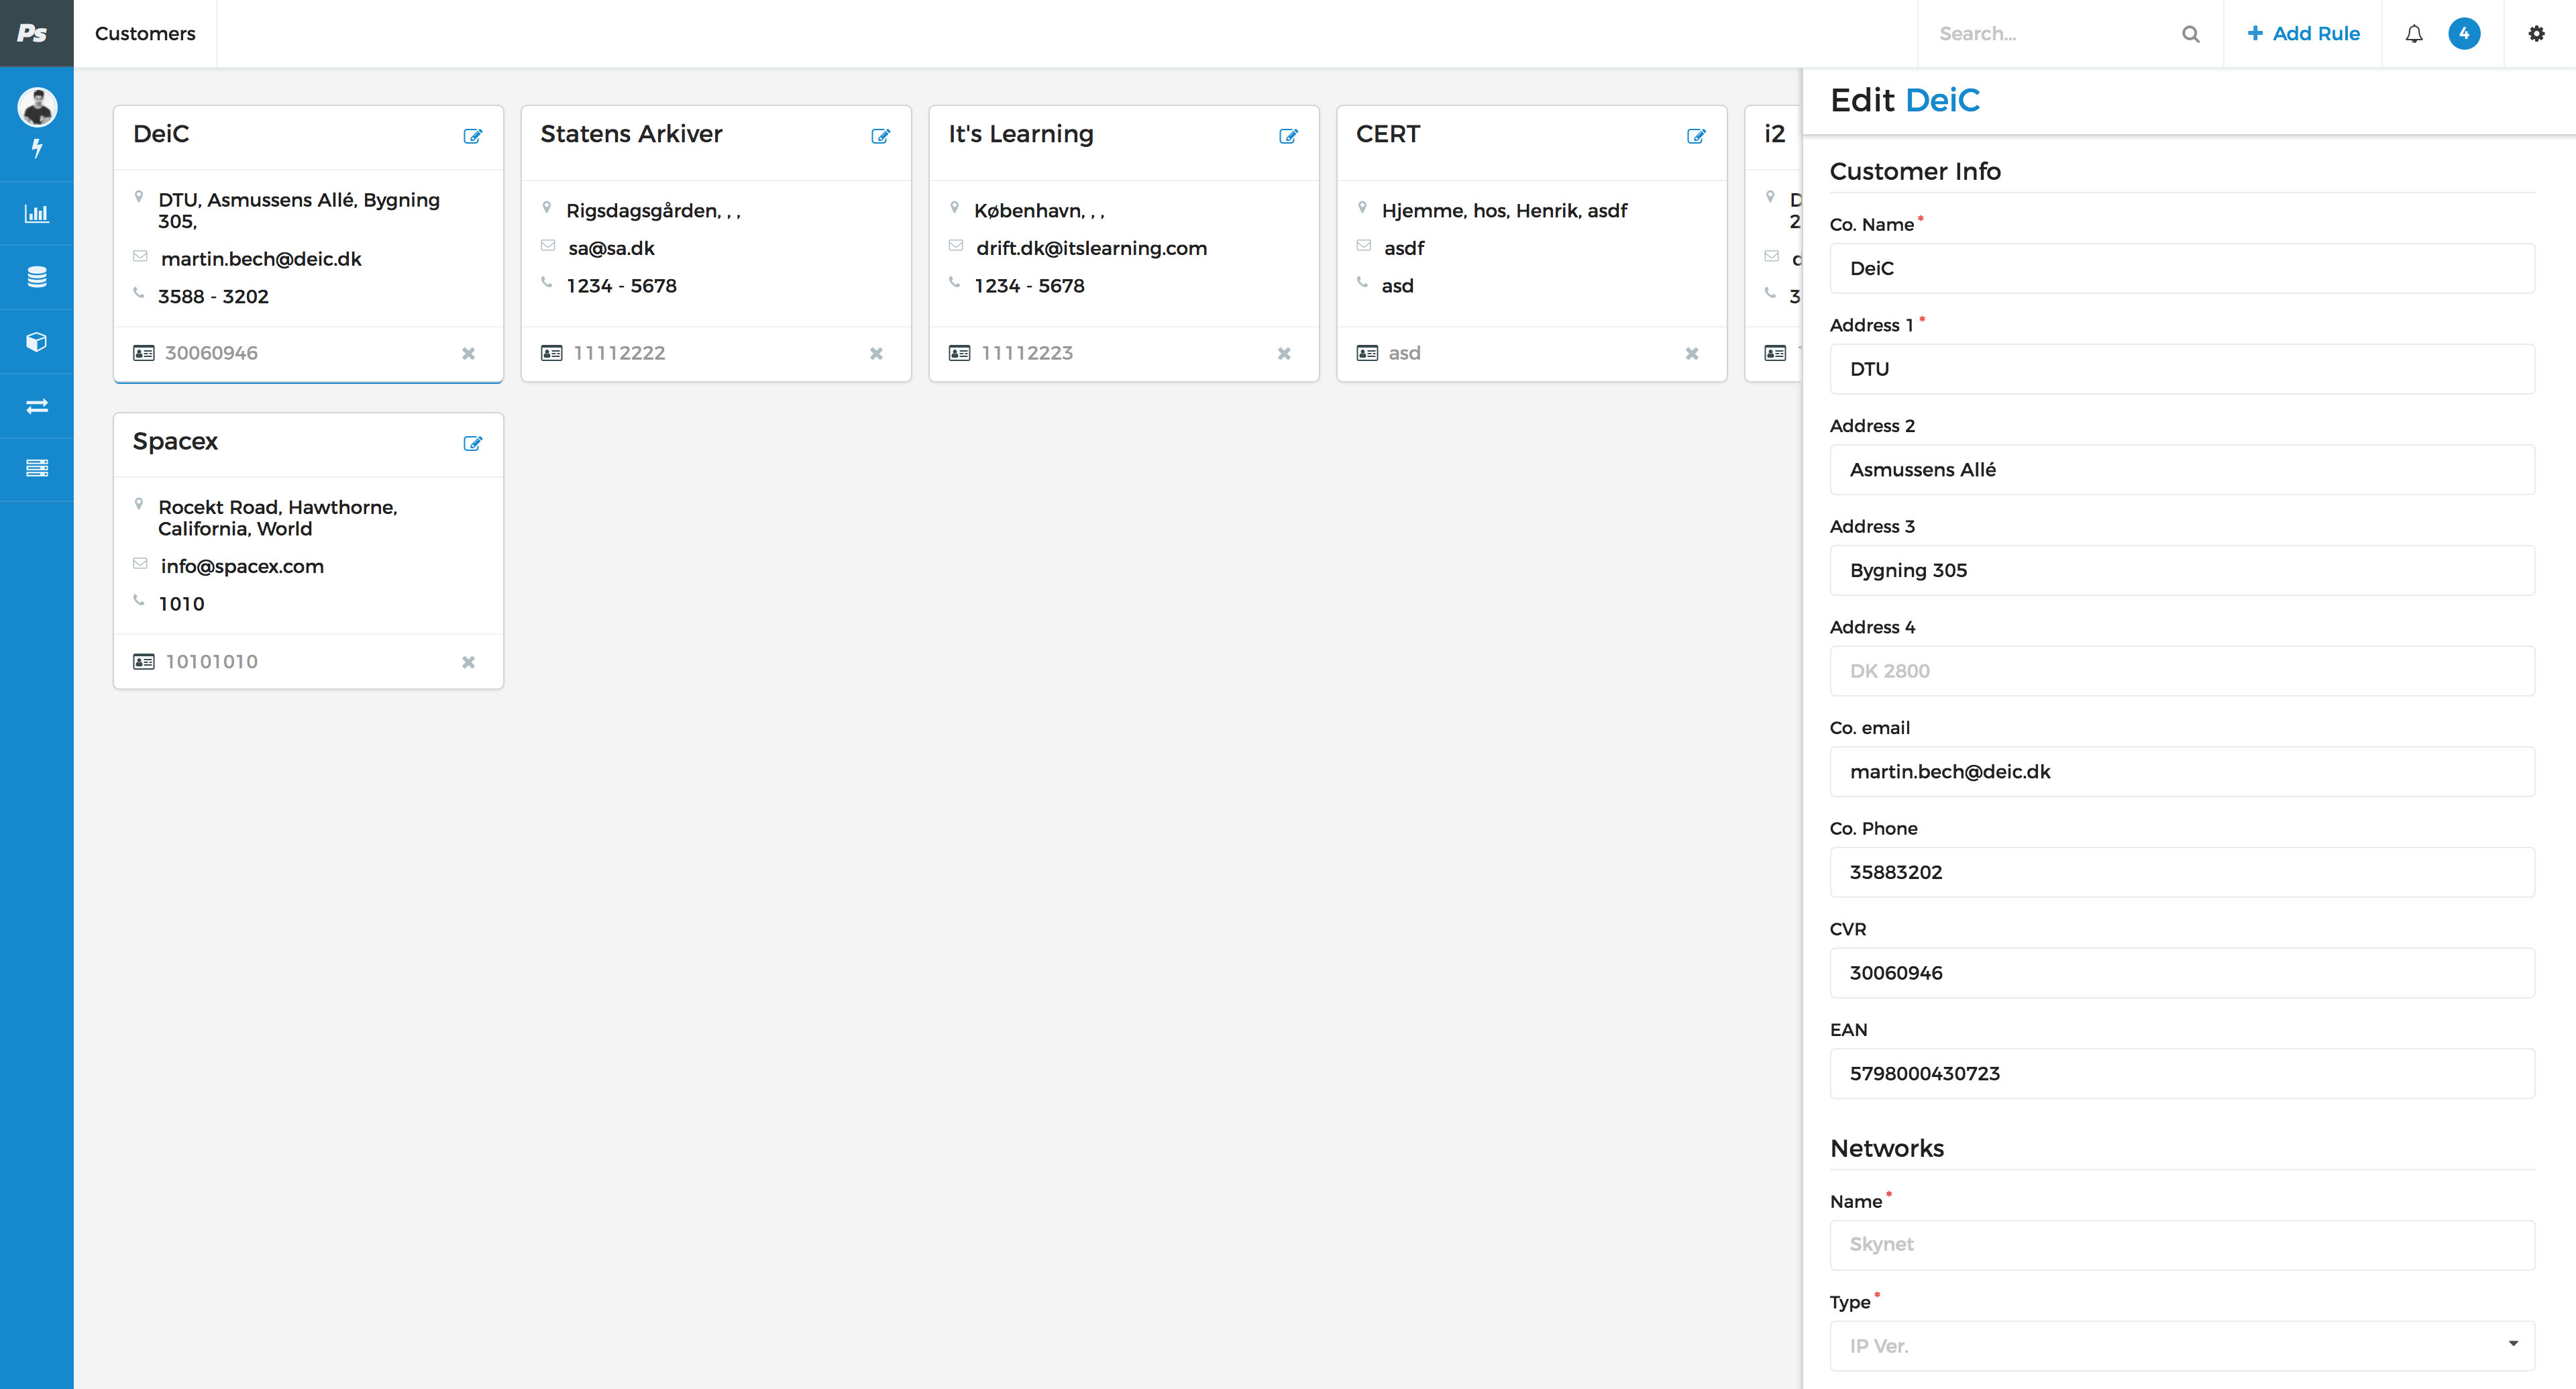 Ps
Customers
Search...
Add Rule
4
DeiC
DTU, Asmussens Allé, Bygning
305,
martin.bech@deic.dk
3588 - 3202
30060946
Statens Arkiver
Rigsdagsgården, , ,
sa@sa.dk
1234 - 5678
11112222
It's Learning
København, , ,
drift.dk@itslearning.com
1234 - 5678
11112223
CERT
Hjemme, hos, Henrik, asdf
asdf
asd
asd
i2
D
2
3
Spacex
Rocekt Road, Hawthorne,
California, World
info@spacex.com
1010
10101010
Edit DeiC
Customer Info
Co. Name *
DeiC
Address 1 *
DTU
Address 2
Asmussens Allé
Address 3
Bygning 305
Address 4
DK 2800
Co. email
martin.bech@deic.dk
Co. Phone
35883202
CVR
30060946
EAN
5798000430723
Networks
Name *
Skynet
Type *
IP Ver.